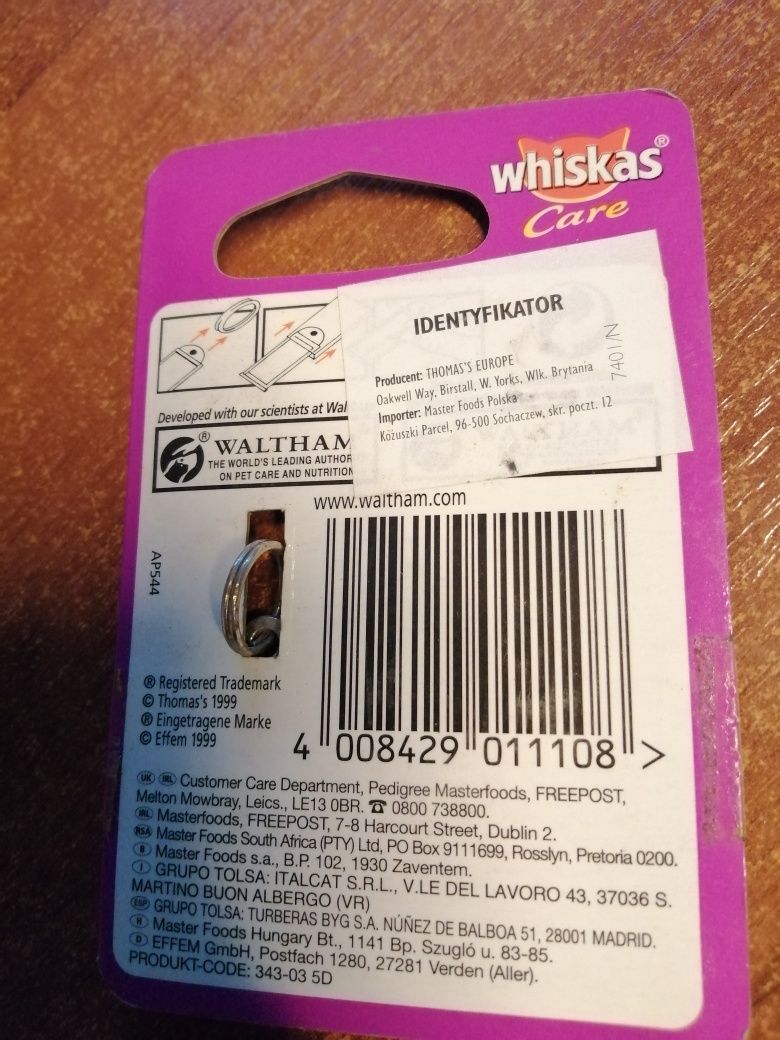 whiskas®
Care
IDENTYFIKATOR
Producent: THOMAS'S EUROPE
Oakwell Way, Birstall, W. Yorks, Wlk. Brytania
Importer: Master Foods Polska
Kożuszki Parcel, 96-500 Sochaczew, skr. poczt. 12
7401/N
Developed with our scientists at Wal
® WALTHAM
THE WORLD'S LEADING AUTHOR
ON PET CARE AND NUTRITION
www.waltham.com
AP544
® Registered Trademark
© Thomas's 1999
® Eingetragene Marke
© Effem 1999
4 008429 011108 >
UK IRL Customer Care Department, Pedigree Masterfoods, FREEPOST,
Melton Mowbray, Leics., LE13 0BR. ☎ 0800 738800.
IRL Masterfoods, FREEPOST, 7-8 Harcourt Street, Dublin 2.
RSA Master Foods South Africa (PTY) Ltd, PO Box 9111699, Rosslyn, Pretoria 0200.
B Master Foods s.a., B.P. 102, 1930 Zaventem.
I GRUPO TOLSA: ITALCAT S.R.L., V.LE DEL LAVORO 43, 37036 S.
MARTINO BUON ALBERGO (VR)
ESP GRUPO TOLSA: TURBERAS BYG S.A. NÚÑEZ DE BALBOA 51, 28001 MADRID.
H Master Foods Hungary Bt., 1141 Bp. Szugló u. 83-85.
D EFFEM GmbH, Postfach 1280, 27281 Verden (Aller).
PRODUKT-CODE: 343-03 5D